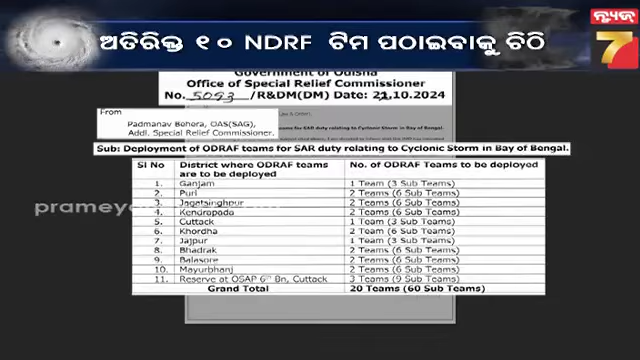 ନ୍ୟୁଜ୍
7
ଅତିରିକ୍ତ ୧୦ NDRF ଟିମ ପଠାଇବାକୁ ଚିଠି
Government of Odisha
Office of Special Relief Commissioner
No. 5093 /R&DM(DM) Date: 21.10.2024
From
Padmanav Behera, OAS(SAG),
Addl. Special Relief Commissioner.
Sub: Deployment of ODRAF teams for SAR duty relating to Cyclonic Storm in Bay of Bengal.
Sl No District where ODRAF teams are to be deployed No. of ODRAF Teams to be deployed
1. Ganjam 1 Team (3 Sub Teams)
2. Puri 2 Teams (6 Sub Teams)
3. Jagatsinghpur 2 Teams (6 Sub Teams)
4. Kendrapada 2 Teams (6 Sub Teams)
5. Cuttack 1 Team (3 Sub Teams)
6. Khordha 2 Team (6 Sub Teams)
7. Jajpur 1 Team (3 Sub Teams)
8. Bhadrak 2 Teams (6 Sub Teams)
9. Balasore 2 Teams (6 Sub Teams)
10. Mayurbhanj 2 Teams (6 Sub Teams)
11. Reserve at OSAP 6th Bn, Cuttack 3 Teams (9 Sub Teams)
Grand Total 20 Teams (60 Sub Teams)